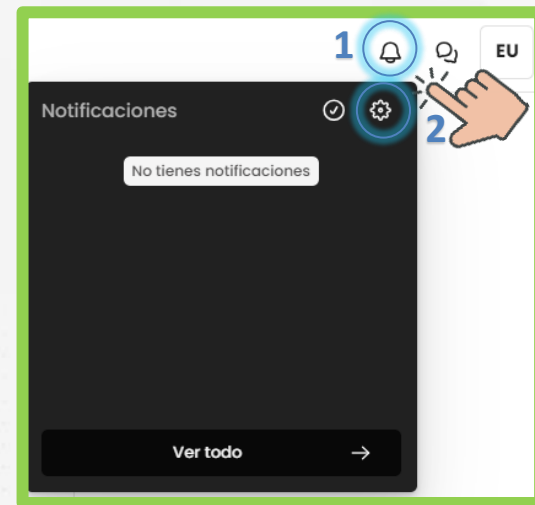 1
EU
Notificaciones
2
No tienes notificaciones
Ver todo